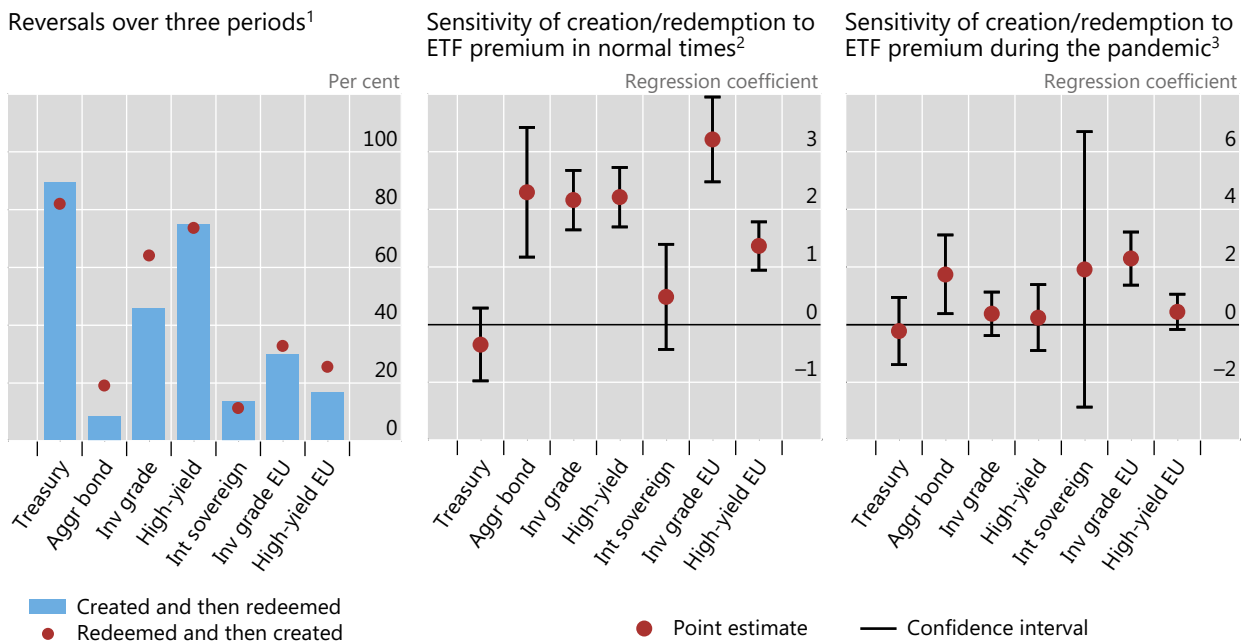 Reversals over three periods1
Per cent
100
80
60
40
20
0
Treasury
Aggr bond
Inv grade
High-yield
Int sovereign
Inv grade EU
High-yield EU
Created and then redeemed
Redeemed and then created
Sensitivity of creation/redemption to
ETF premium in normal times2
Regression coefficient
3
2
1
0
–1
Treasury
Aggr bond
Inv grade
High-yield
Int sovereign
Inv grade EU
High-yield EU
Sensitivity of creation/redemption to
ETF premium during the pandemic3
Regression coefficient
6
4
2
0
–2
Treasury
Aggr bond
Inv grade
High-yield
Int sovereign
Inv grade EU
High-yield EU
Point estimate
Confidence interval